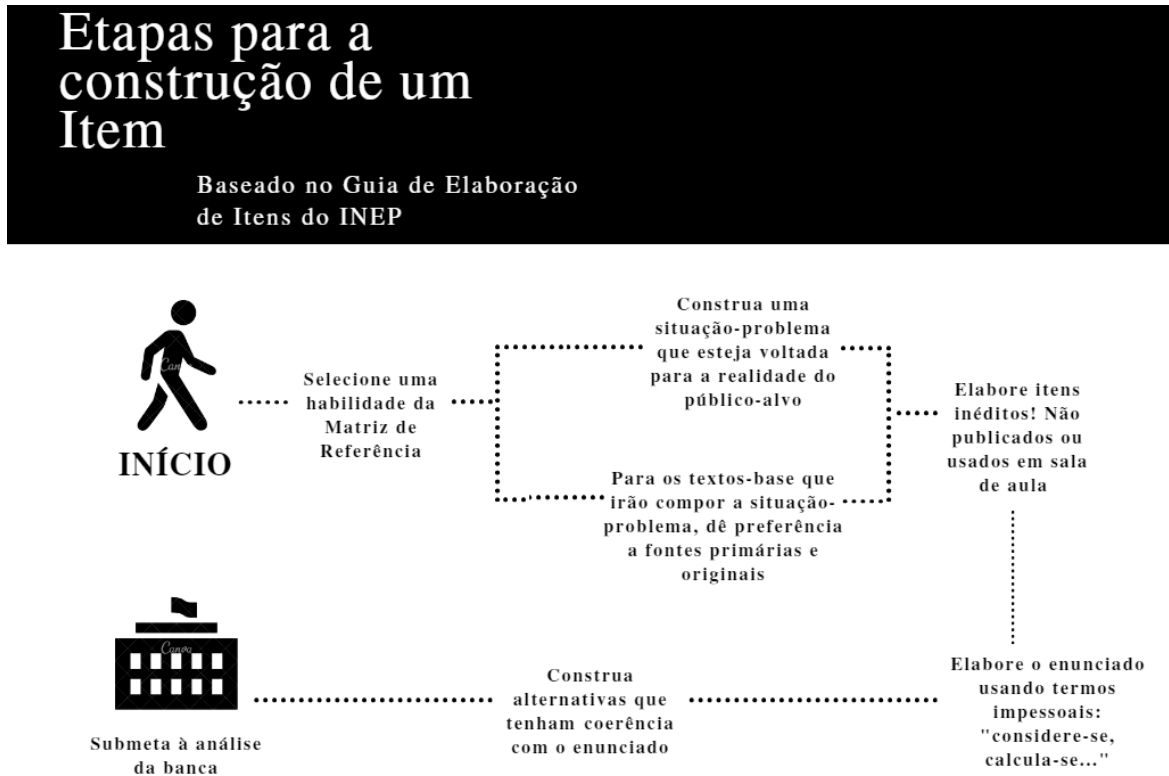 Etapas para a
construção de um
Item
Baseado no Guia de Elaboração
de Itens do INEP
INÍCIO
Selecione uma
habilidade da
Matriz de
Referência
Construa uma
situação-problema
que esteja voltada
para a realidade do
público-alvo
Para os textos-base que
irão compor a situação-
problema, dê preferência
a fontes primárias e
originais
Elabore itens
inéditos! Não
publicados ou
usados em sala
de aula
Elabore o enunciado
usando termos
impessoais:
"considere-se,
calcula-se..."
Construa
alternativas que
tenham coerência
com o enunciado
Canva
Submeta à análise
da banca